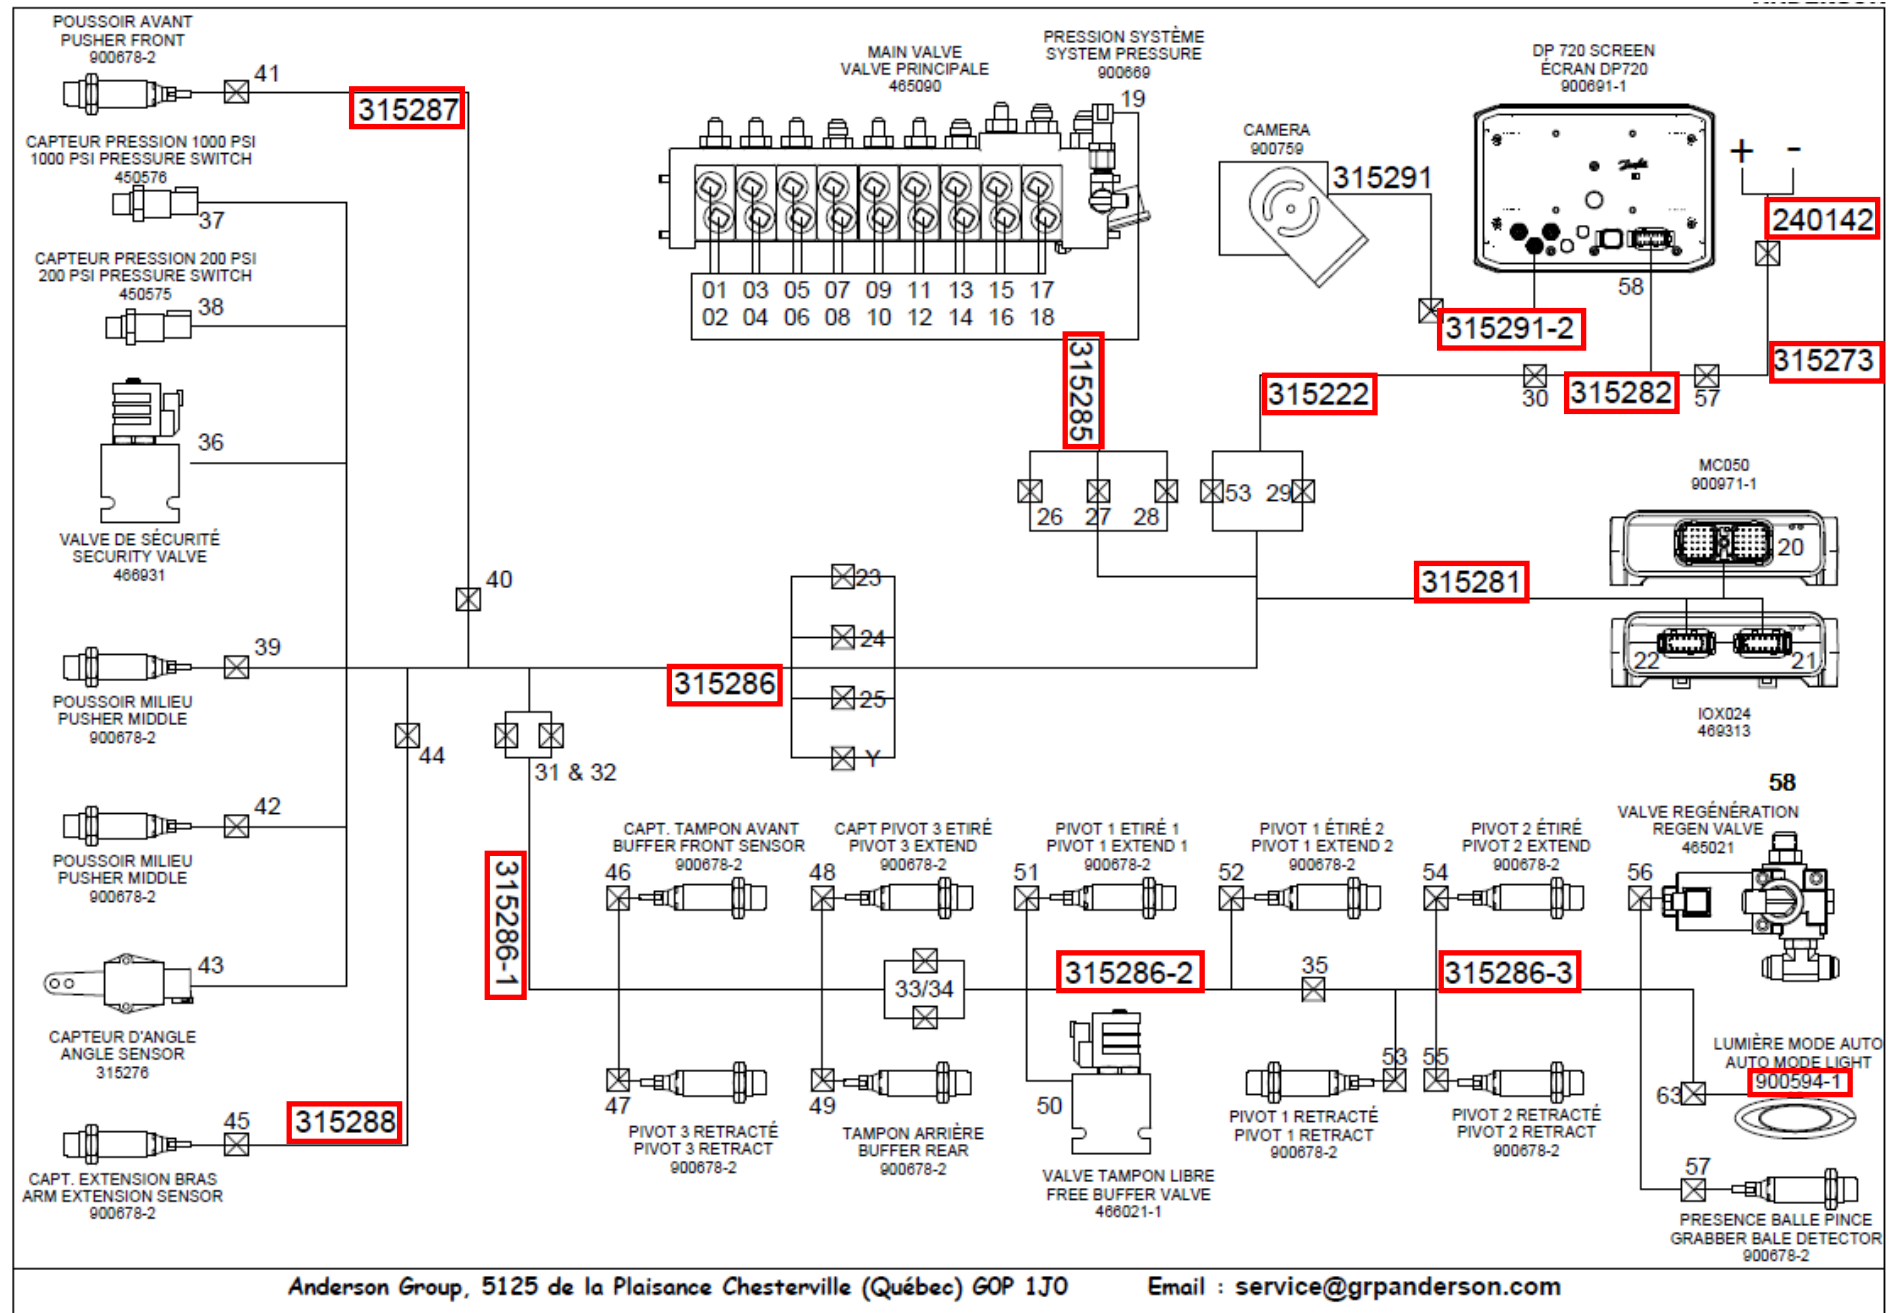 POUSSOIR AVANT
PUSHER FRONT
900678-2
41
315287
CAPTEUR PRESSION 1000 PSI
1000 PSI PRESSURE SWITCH
450576
37
CAPTEUR PRESSION 200 PSI
200 PSI PRESSURE SWITCH
450575
38
36
VALVE DE SÉCURITÉ
SECURITY VALVE
466931
40
39
POUSSOIR MILIEU
PUSHER MIDDLE
900678-2
44
42
POUSSOIR MILIEU
PUSHER MIDDLE
900678-2
43
CAPTEUR D'ANGLE
ANGLE SENSOR
315276
45
315288
CAPT. EXTENSION BRAS
ARM EXTENSION SENSOR
900678-2
MAIN VALVE
VALVE PRINCIPALE
465090
PRESSION SYSTÈME
SYSTEM PRESSURE
900669
19
01 03 05 07 09 11 13 15 17
02 04 06 08 10 12 14 16 18
315285
26 27 28
CAMERA
900759
315291
315291-2
DP 720 SCREEN
ÉCRAN DP720
900691-1
Danfoss
58
+ -
240142
315273
315222
30
315282
57
53 29
MC050
900971-1
20
315281
22
21
IOX024
469313
23
24
25
Y
315286
31 & 32
315286-1
CAPT. TAMPON AVANT
BUFFER FRONT SENSOR
900678-2
46
47
PIVOT 3 RETRACTÉ
PIVOT 3 RETRACT
900678-2
CAPT PIVOT 3 ETIRÉ
PIVOT 3 EXTEND
900678-2
48
33/34
49
TAMPON ARRIÈRE
BUFFER REAR
900678-2
PIVOT 1 ETIRÉ 1
PIVOT 1 EXTEND 1
900678-2
51
315286-2
50
VALVE TAMPON LIBRE
FREE BUFFER VALVE
466021-1
PIVOT 1 ÉTIRÉ 2
PIVOT 1 EXTEND 2
900678-2
52
35
53
PIVOT 1 RETRACTÉ
PIVOT 1 RETRACT
900678-2
PIVOT 2 ÉTIRÉ
PIVOT 2 EXTEND
900678-2
54
315286-3
55
PIVOT 2 RETRACTÉ
PIVOT 2 RETRACT
900678-2
58
VALVE REGÉNÉRATION
REGEN VALVE
465021
56
LUMIÈRE MODE AUTO
AUTO MODE LIGHT
900594-1
63
57
PRESENCE BALLE PINCE
GRABBER BALE DETECTOR
900678-2
Anderson Group, 5125 de la Plaisance Chesterville (Québec) G0P 1J0 Email : service@grpanderson.com